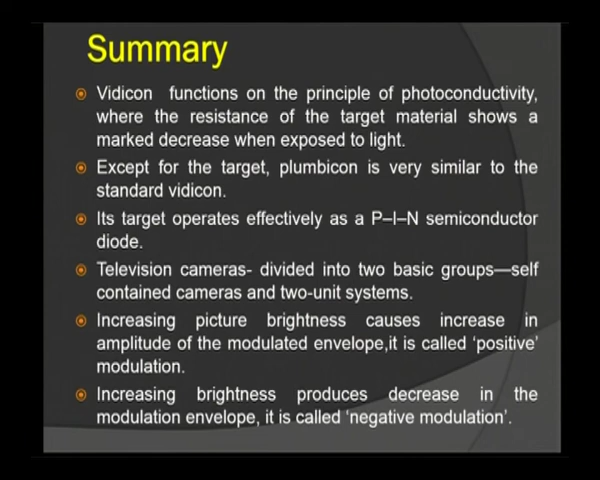 Summary
Vidicon functions on the principle of photoconductivity,
where the resistance of the target material shows a
marked decrease when exposed to light.
Except for the target, plumbicon is very similar to the
standard vidicon.
Its target operates effectively as a P–I–N semiconductor
diode.
Television cameras- divided into two basic groups—self
contained cameras and two-unit systems.
Increasing picture brightness causes increase in
amplitude of the modulated envelope,it is called ‘positive’
modulation.
Increasing brightness produces decrease in the
modulation envelope, it is called ‘negative modulation’.